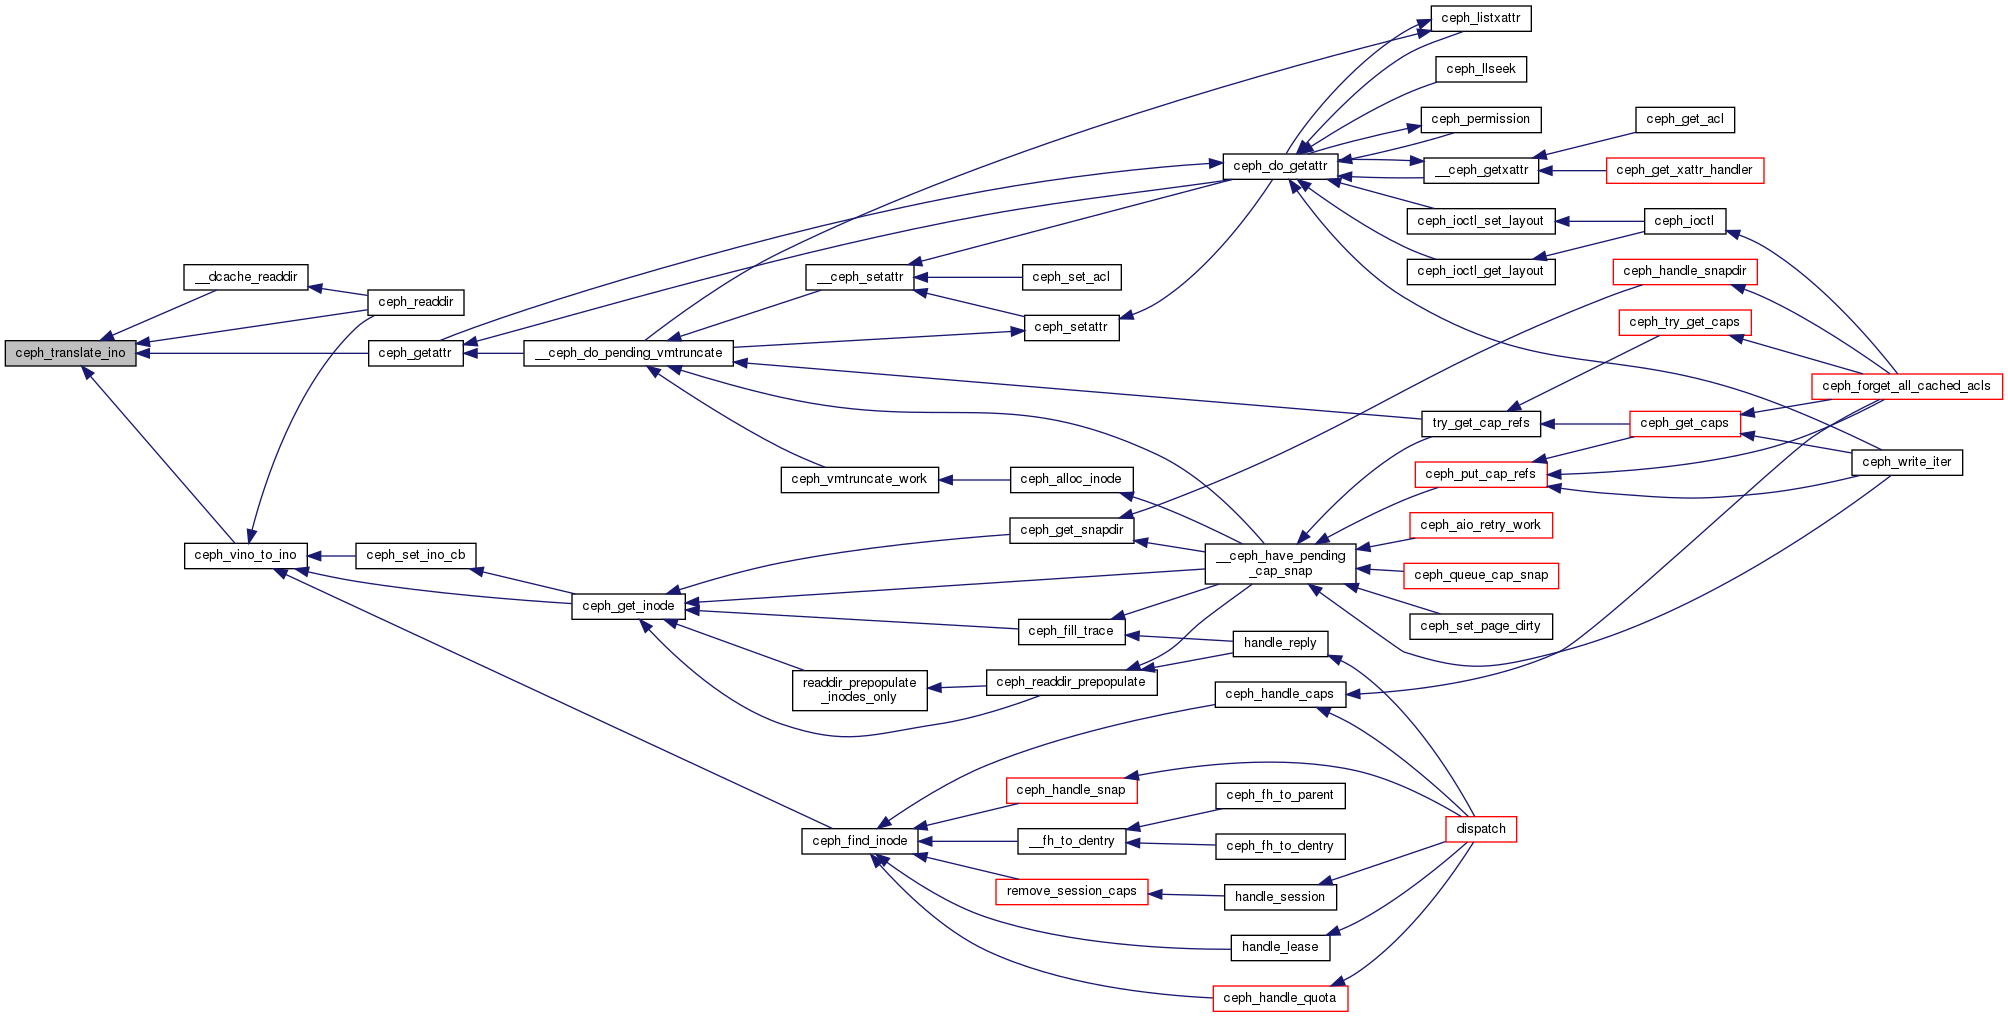 ceph_listxattr
ceph_llseek
ceph_permission
ceph_get_acl
ceph_do_getattr
__ceph_getxattr
ceph_get_xattr_handler
ceph_ioctl_set_layout
ceph_ioctl
__dcache_readdir
__ceph_setattr
ceph_set_acl
ceph_ioctl_get_layout
ceph_handle_snapdir
ceph_readdir
ceph_setattr
ceph_try_get_caps
ceph_translate_ino
ceph_getattr
__ceph_do_pending_vmtruncate
ceph_forget_all_cached_acls
try_get_cap_refs
ceph_get_caps
ceph_vmtruncate_work
ceph_alloc_inode
ceph_put_cap_refs
ceph_write_iter
ceph_get_snapdir
ceph_aio_retry_work
ceph_vino_to_ino
ceph_set_ino_cb
__ceph_have_pending
_cap_snap
ceph_queue_cap_snap
ceph_get_inode
ceph_fill_trace
ceph_set_page_dirty
handle_reply
readdir_prepopulate
_inodes_only
ceph_readdir_prepopulate
ceph_handle_caps
ceph_handle_snap
ceph_fh_to_parent
ceph_find_inode
__fh_to_dentry
ceph_fh_to_dentry
dispatch
remove_session_caps
handle_session
handle_lease
ceph_handle_quota